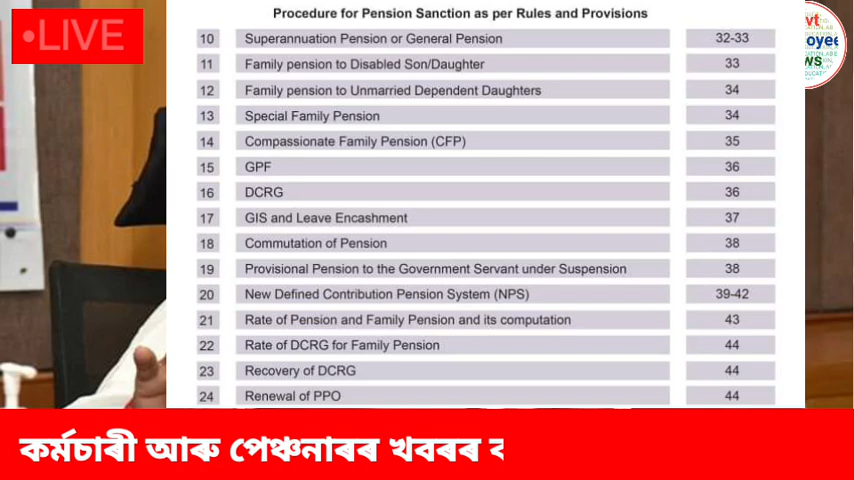 •LIVE
Procedure for Pension Sanction as per Rules and Provisions
10 Superannuation Pension or General Pension 32-33
11 Family pension to Disabled Son/Daughter 33
12 Family pension to Unmarried Dependent Daughters 34
13 Special Family Pension 34
14 Compassionate Family Pension (CFP) 35
15 GPF 36
16 DCRG 36
17 GIS and Leave Encashment 37
18 Commutation of Pension 38
19 Provisional Pension to the Government Servant under Suspension 38
20 New Defined Contribution Pension System (NPS) 39-42
21 Rate of Pension and Family Pension and its computation 43
22 Rate of DCRG for Family Pension 44
23 Recovery of DCRG 44
24 Renewal of PPO 44
কৰ্মচাৰী আৰু পেঞ্চনাৰৰ খবৰৰ